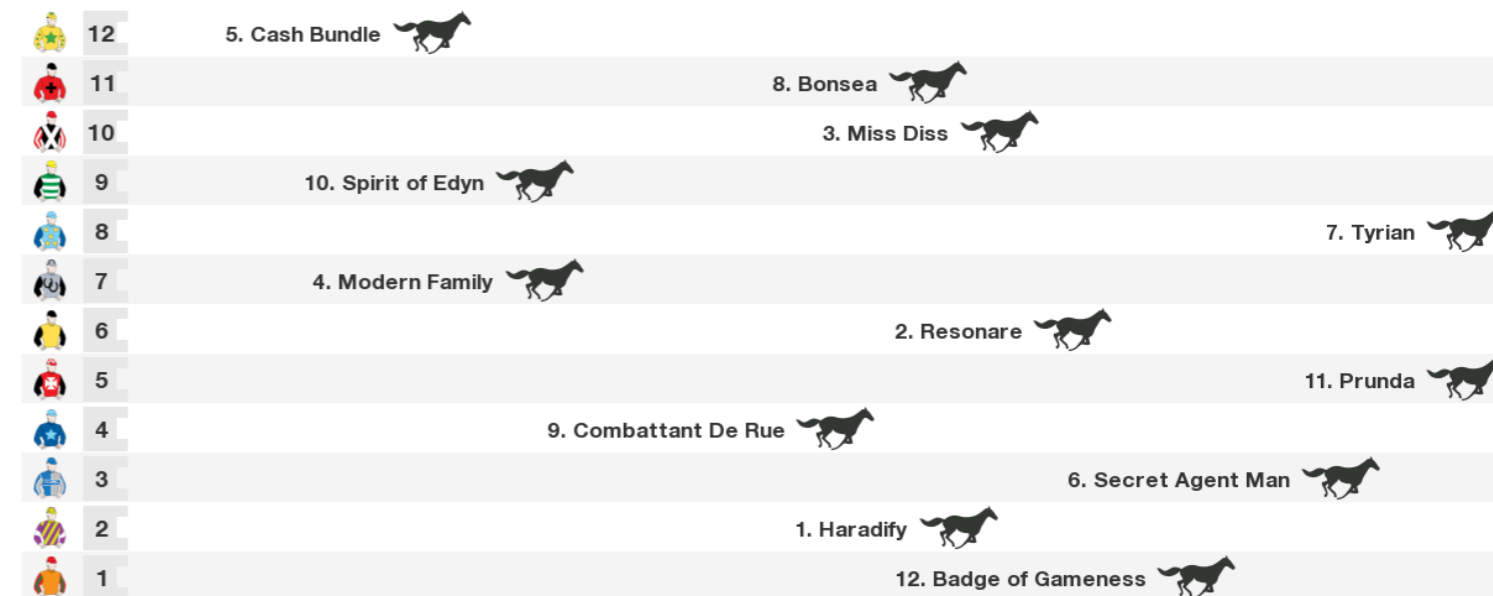 12 5. Cash Bundle
11 8. Bonsea
10 3. Miss Diss
9 10. Spirit of Edyn
8 7. Tyrian
7 4. Modern Family
6 2. Resonare
5 11. Prunda
4 9. Combattant De Rue
3 6. Secret Agent Man
2 1. Haradify
1 12. Badge of Gameness